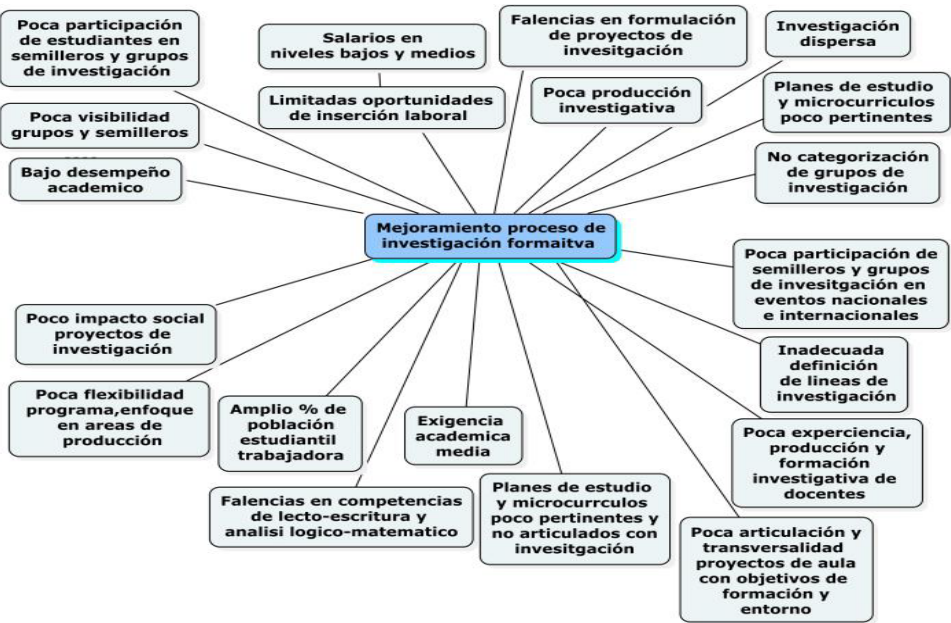 Poca participación
de estudiantes en
semilleros y grupos
de investigación
Salarios en
niveles bajos y medios
Falencias en formulación
de proyectos de
invesitgación
Investigación
dispersa
Poca visibilidad
grupos y semilleros
Limitadas oportunidades
de inserción laboral
Poca producción
investigativa
Planes de estudio
y microcurriculos
poco pertinentes
Bajo desempeño
academico
No categorización
de grupos de
investigación
Mejoramiento proceso de
investigación formaitva
Poca participación de
semilleros y grupos
de invesitgación en
eventos nacionales
e internacionales
Poco impacto social
proyectos de
investigación
Inadecuada
definición
de lineas de
investigación
Poca flexibilidad
programa,enfoque
en areas de
producción
Amplio % de
población
estudiantil
trabajadora
Exigencia
academica
media
Poca experciencia,
producción y
formación
investigativa de
docentes
Falencias en competencias
de lecto-escritura y
analisi logico-matematico
Planes de estudio
y microcurrculos
poco pertinentes y
no articulados con
invesitgación
Poca articulación y
transversalidad
proyectos de aula
con objetivos de
formación y
entorno